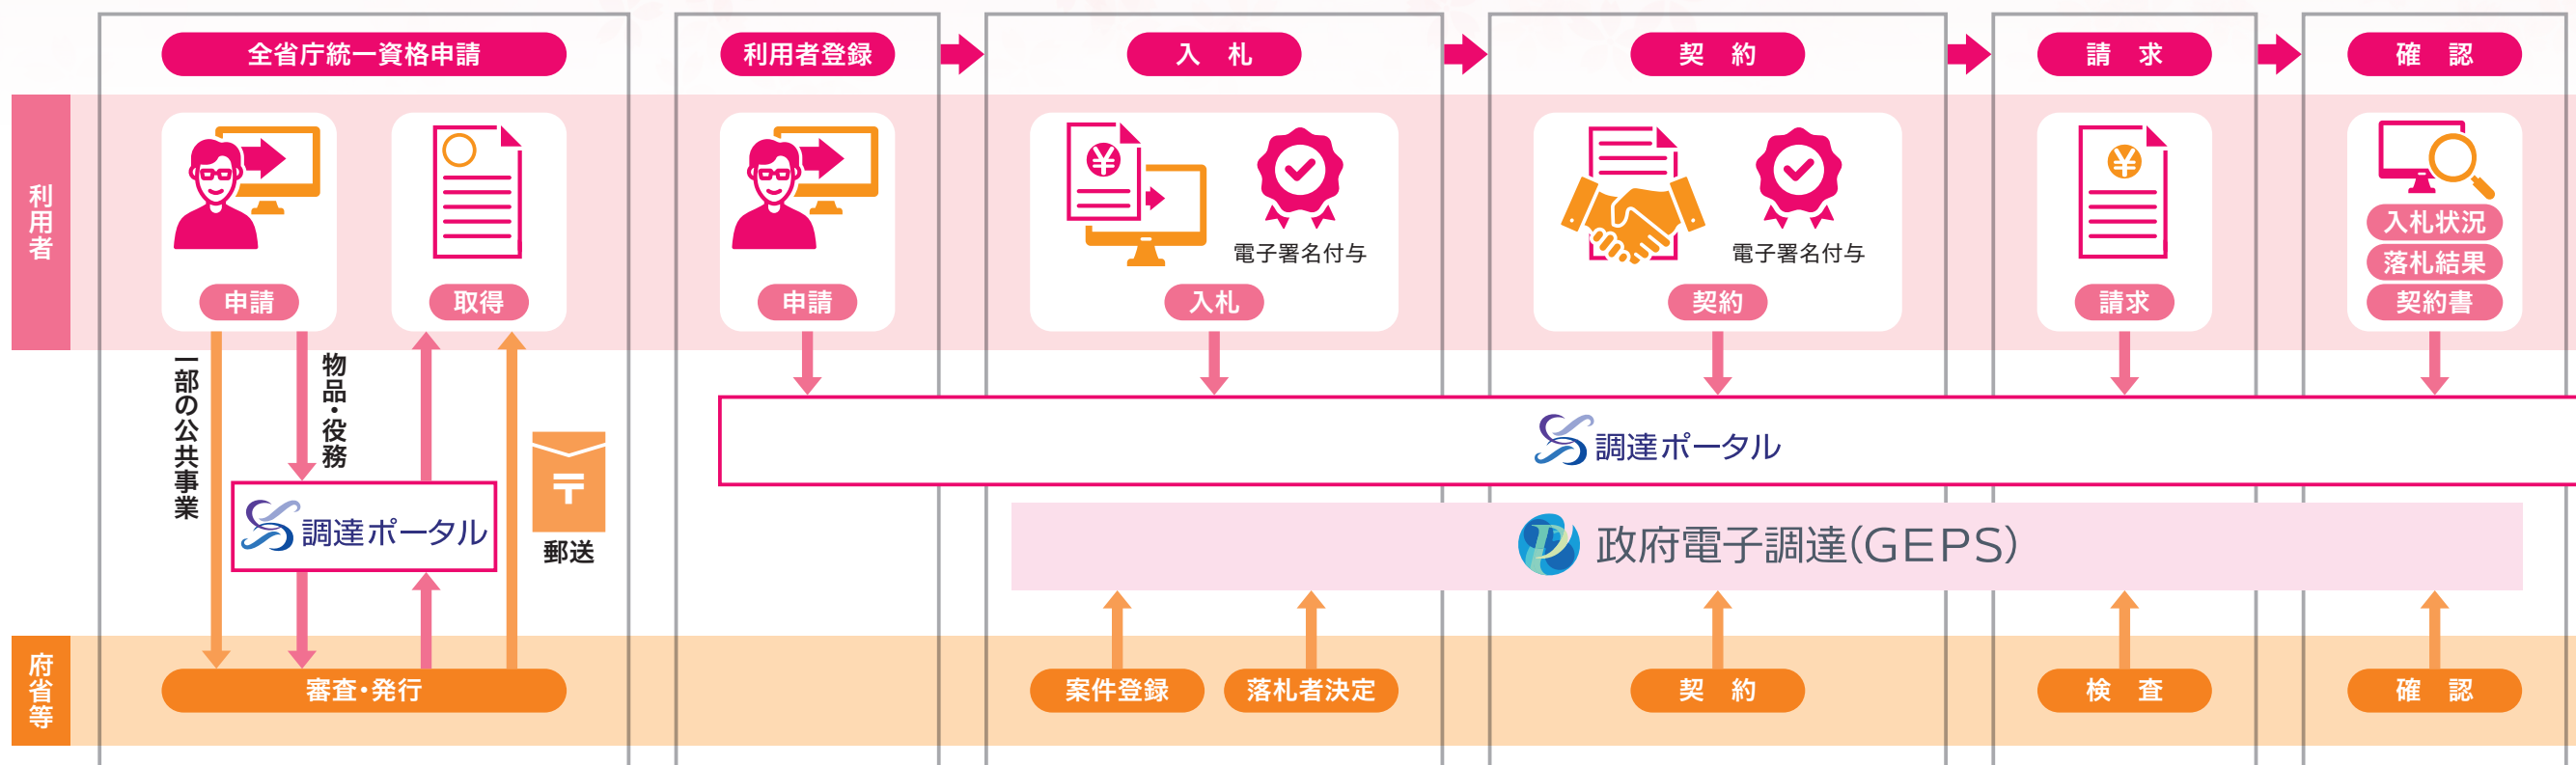 全省庁統一資格申請
利用者登録
入　札
契　約
請　求
確　認
利用者
申請
取得
申請
電子署名付与
入札
電子署名付与
契約
請求
入札状況
落札結果
契約書
一部の公共事業
物品・役務
調達ポータル
郵送
調達ポータル
政府電子調達(GEPS)
府省等
審査・発行
案件登録
落札者決定
契　約
検　査
確　認